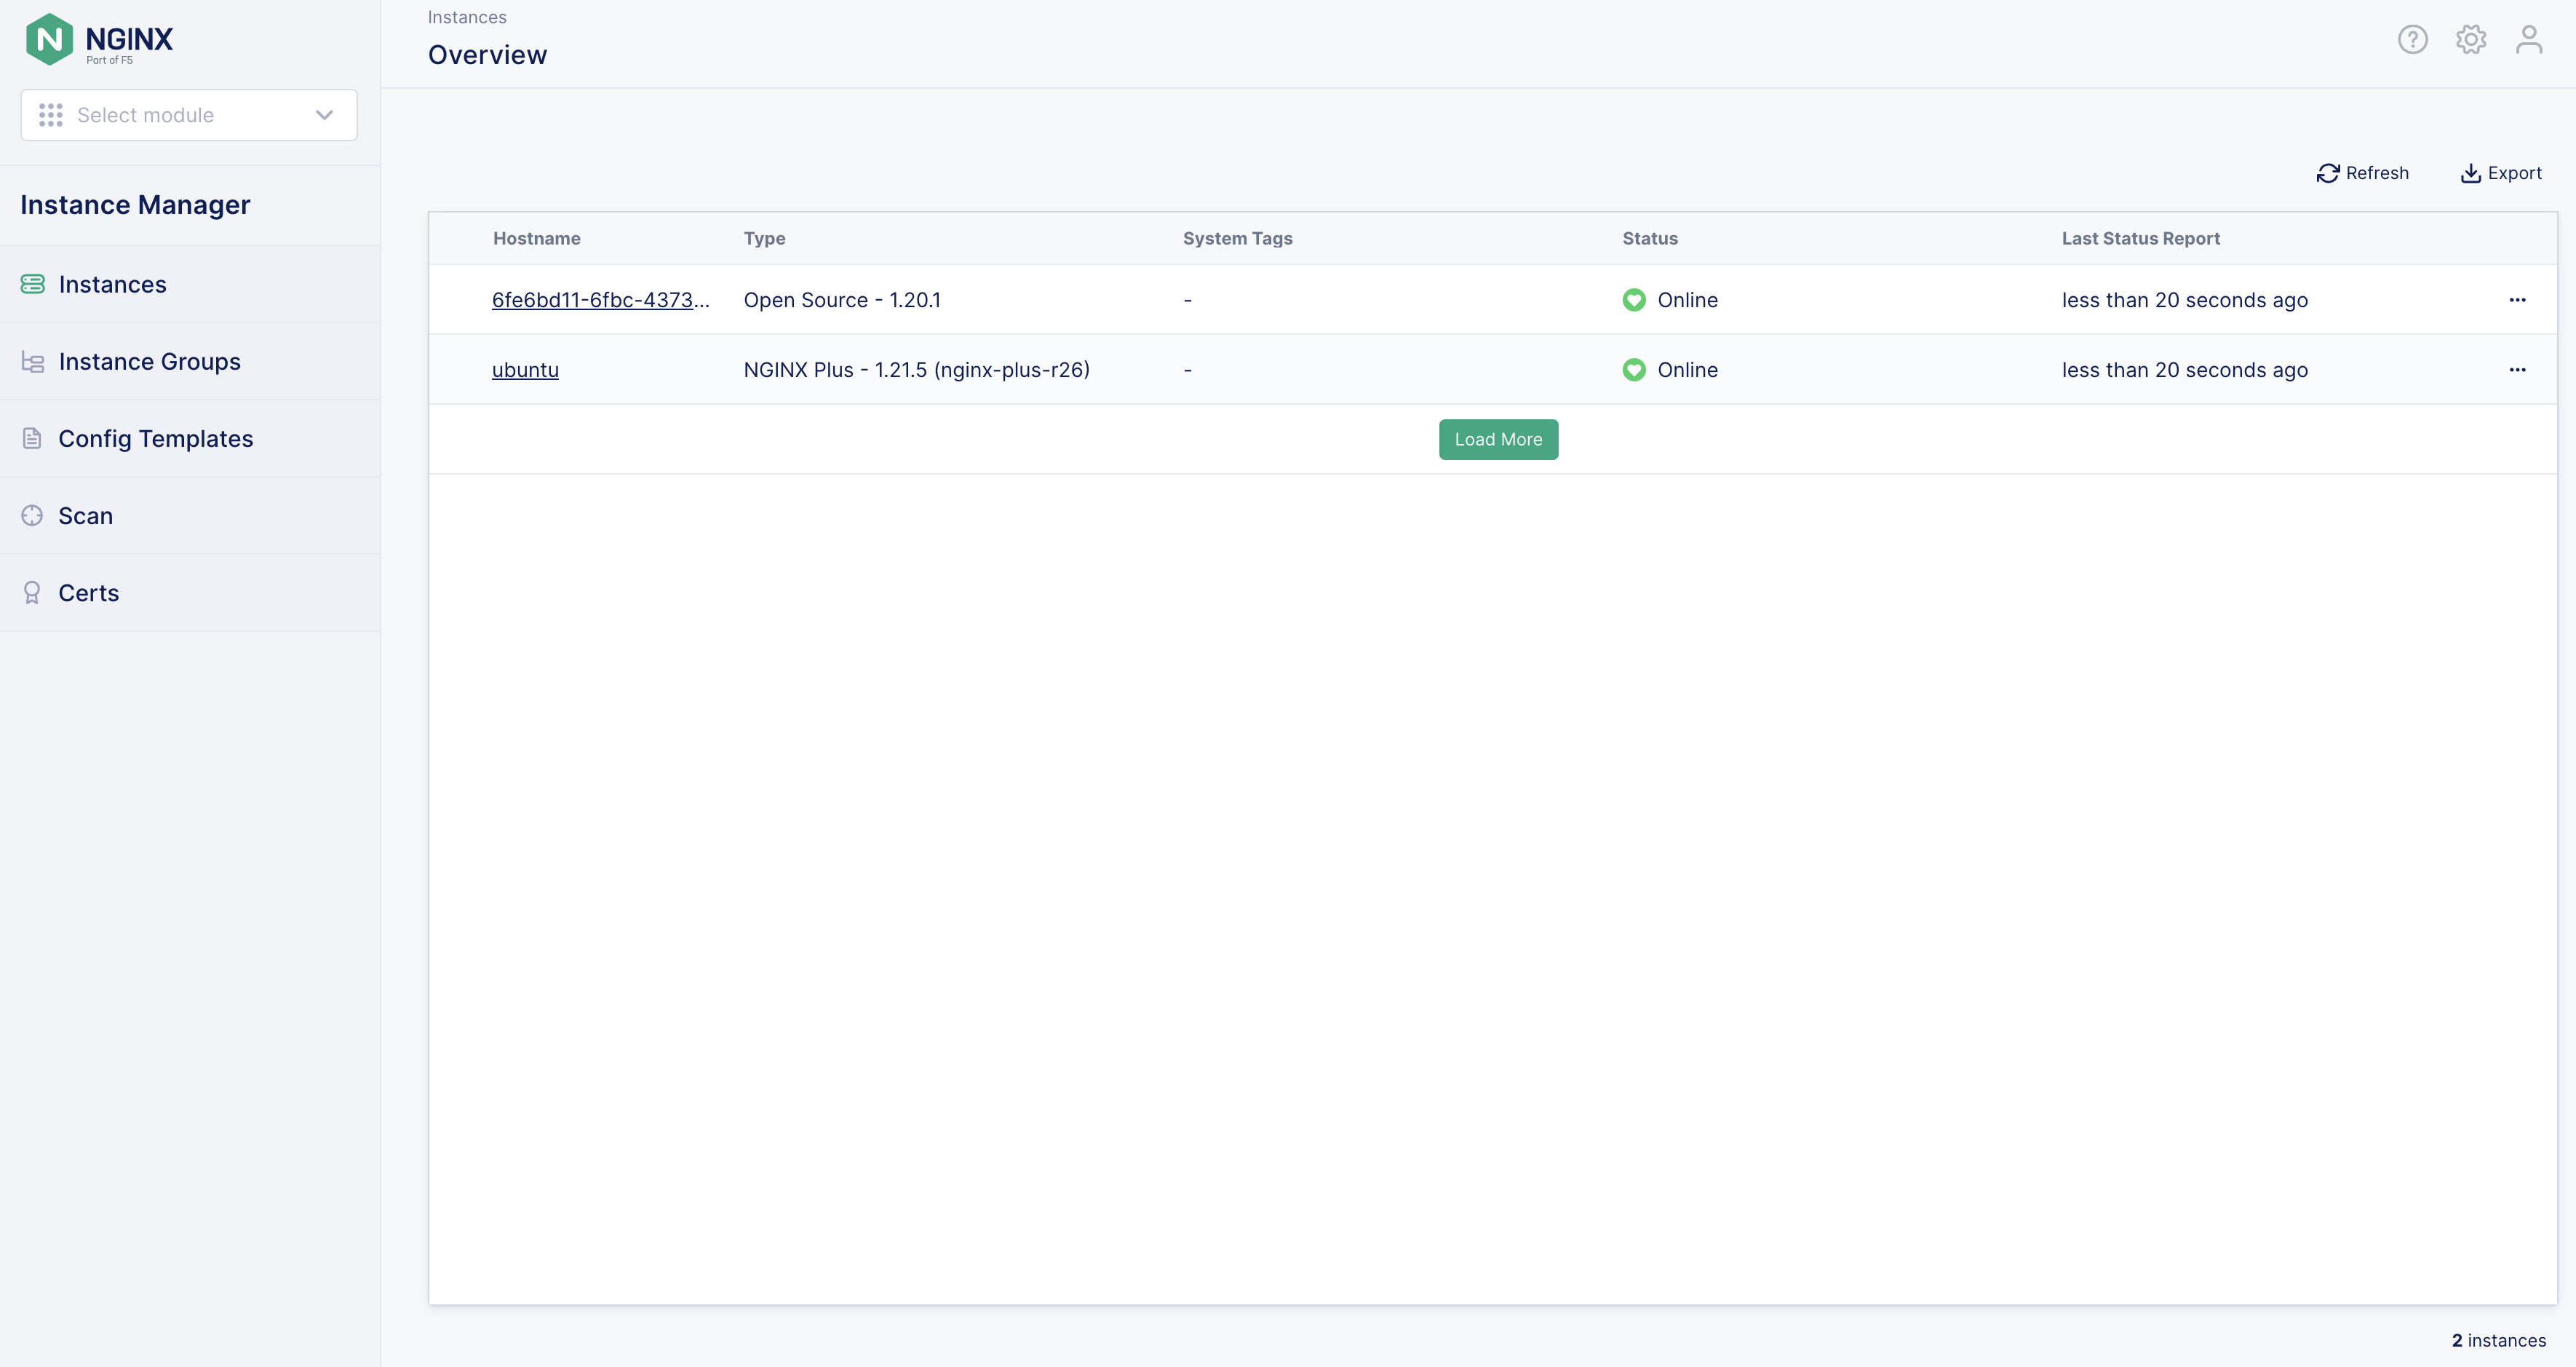 NGINX
Part of F5
Select module
Instance Manager
Instances
Instance Groups
Config Templates
Scan
Certs
Instances
Overview
Refresh Export
Hostname Type System Tags Status Last Status Report
6fe6bd11-6fbc-4373... Open Source - 1.20.1 - Online less than 20 seconds ago ...
ubuntu NGINX Plus - 1.21.5 (nginx-plus-r26) - Online less than 20 seconds ago ...
Load More
2 instances